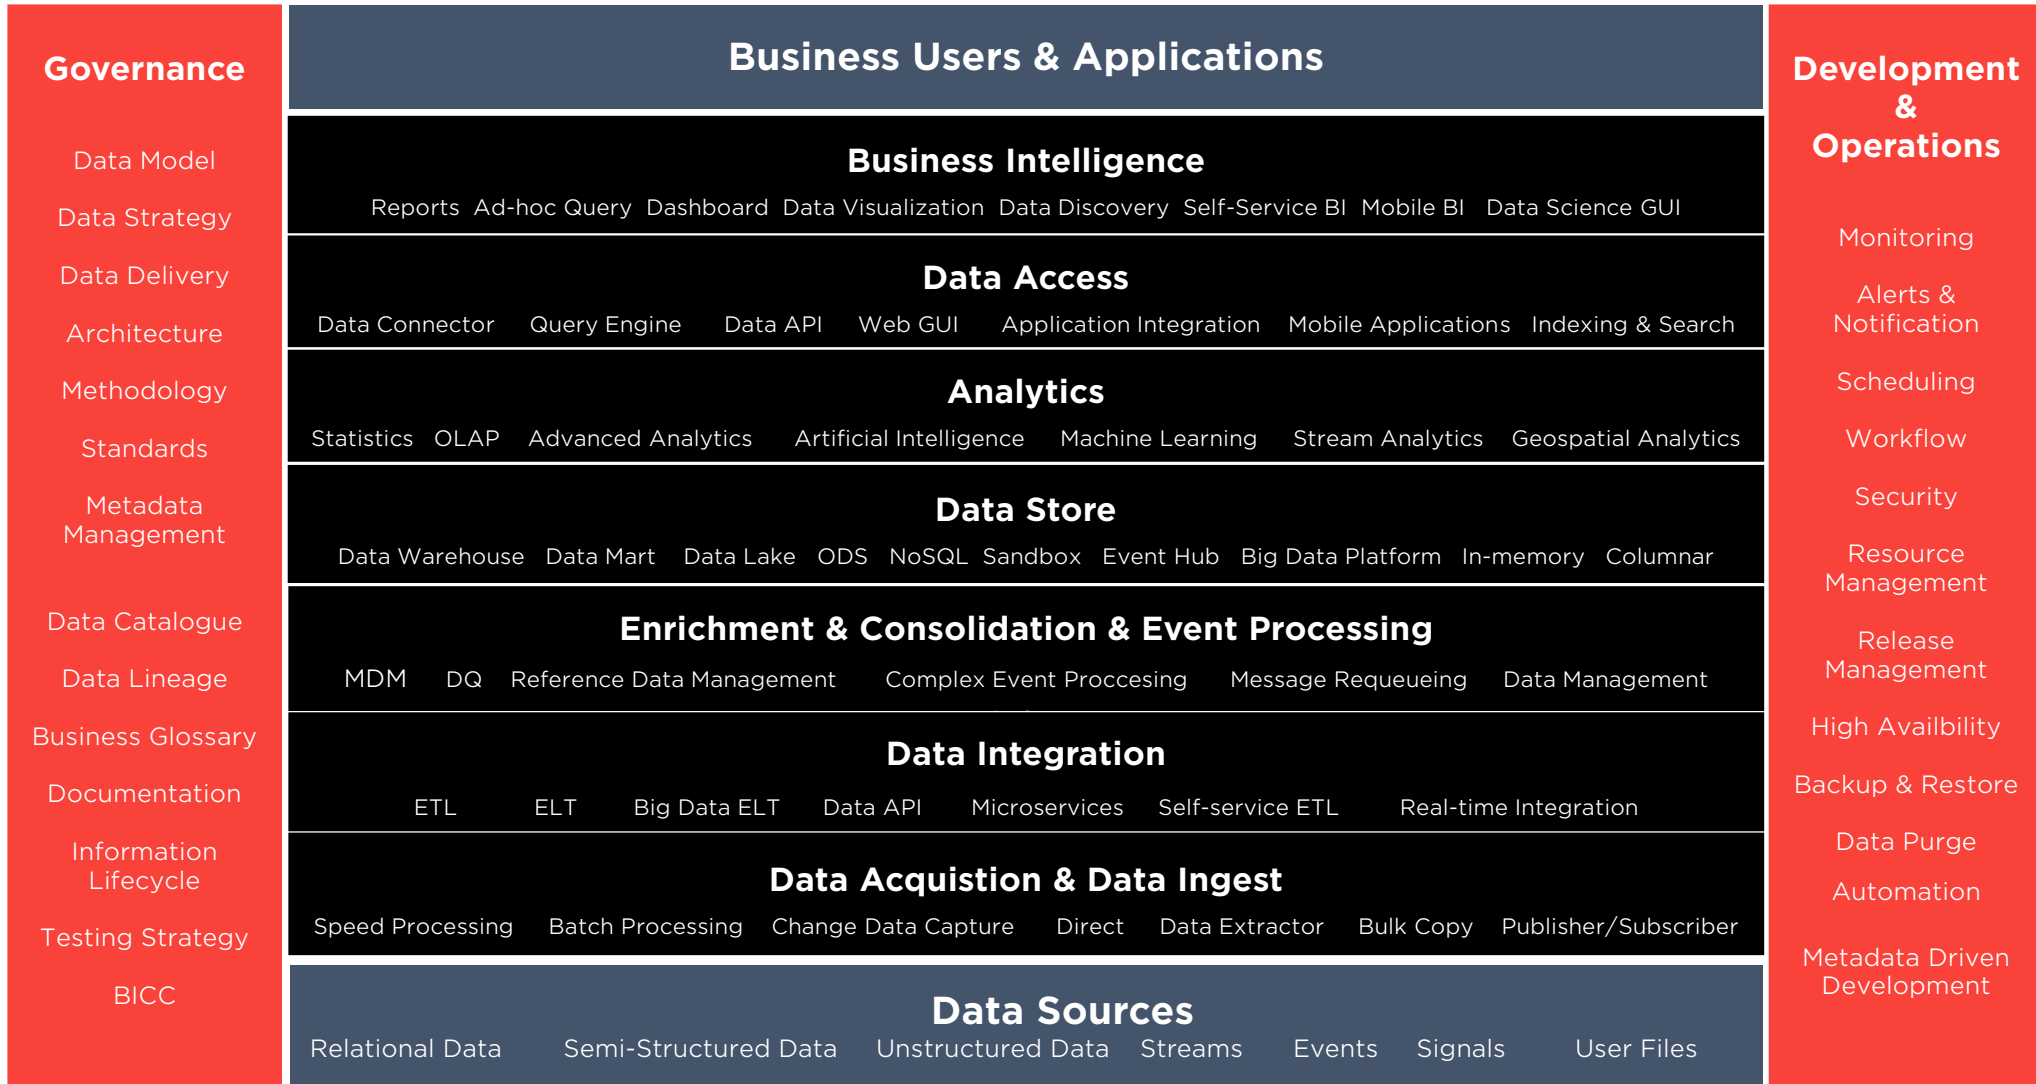 Governance
Data Model
Data Strategy
Data Delivery
Architecture
Methodology
Standards
Metadata
Management
Data Catalogue
Data Lineage
Business Glossary
Documentation
Information
Lifecycle
Testing Strategy
BICC
Business Users & Applications
Business Intelligence
Reports Ad-hoc Query Dashboard Data Visualization Data Discovery Self-Service BI Mobile BI Data Science GUI
Data Access
Data Connector Query Engine Data API Web GUI Application Integration Mobile Applications Indexing & Search
Analytics
Statistics OLAP Advanced Analytics Artificial Intelligence Machine Learning Stream Analytics Geospatial Analytics
Data Store
Data Warehouse Data Mart Data Lake ODS NoSQL Sandbox Event Hub Big Data Platform In-memory Columnar
Enrichment & Consolidation & Event Processing
MDM DQ Reference Data Management Complex Event Proccesing Message Requeueing Data Management
Data Integration
ETL ELT Big Data ELT Data API Microservices Self-service ETL Real-time Integration
Data Acquistion & Data Ingest
Speed Processing Batch Processing Change Data Capture Direct Data Extractor Bulk Copy Publisher/Subscriber
Data Sources
Relational Data Semi-Structured Data Unstructured Data Streams Events Signals User Files
Development
&
Operations
Monitoring
Alerts &
Notification
Scheduling
Workflow
Security
Resource
Management
Release
Management
High Availbility
Backup & Restore
Data Purge
Automation
Metadata Driven
Development